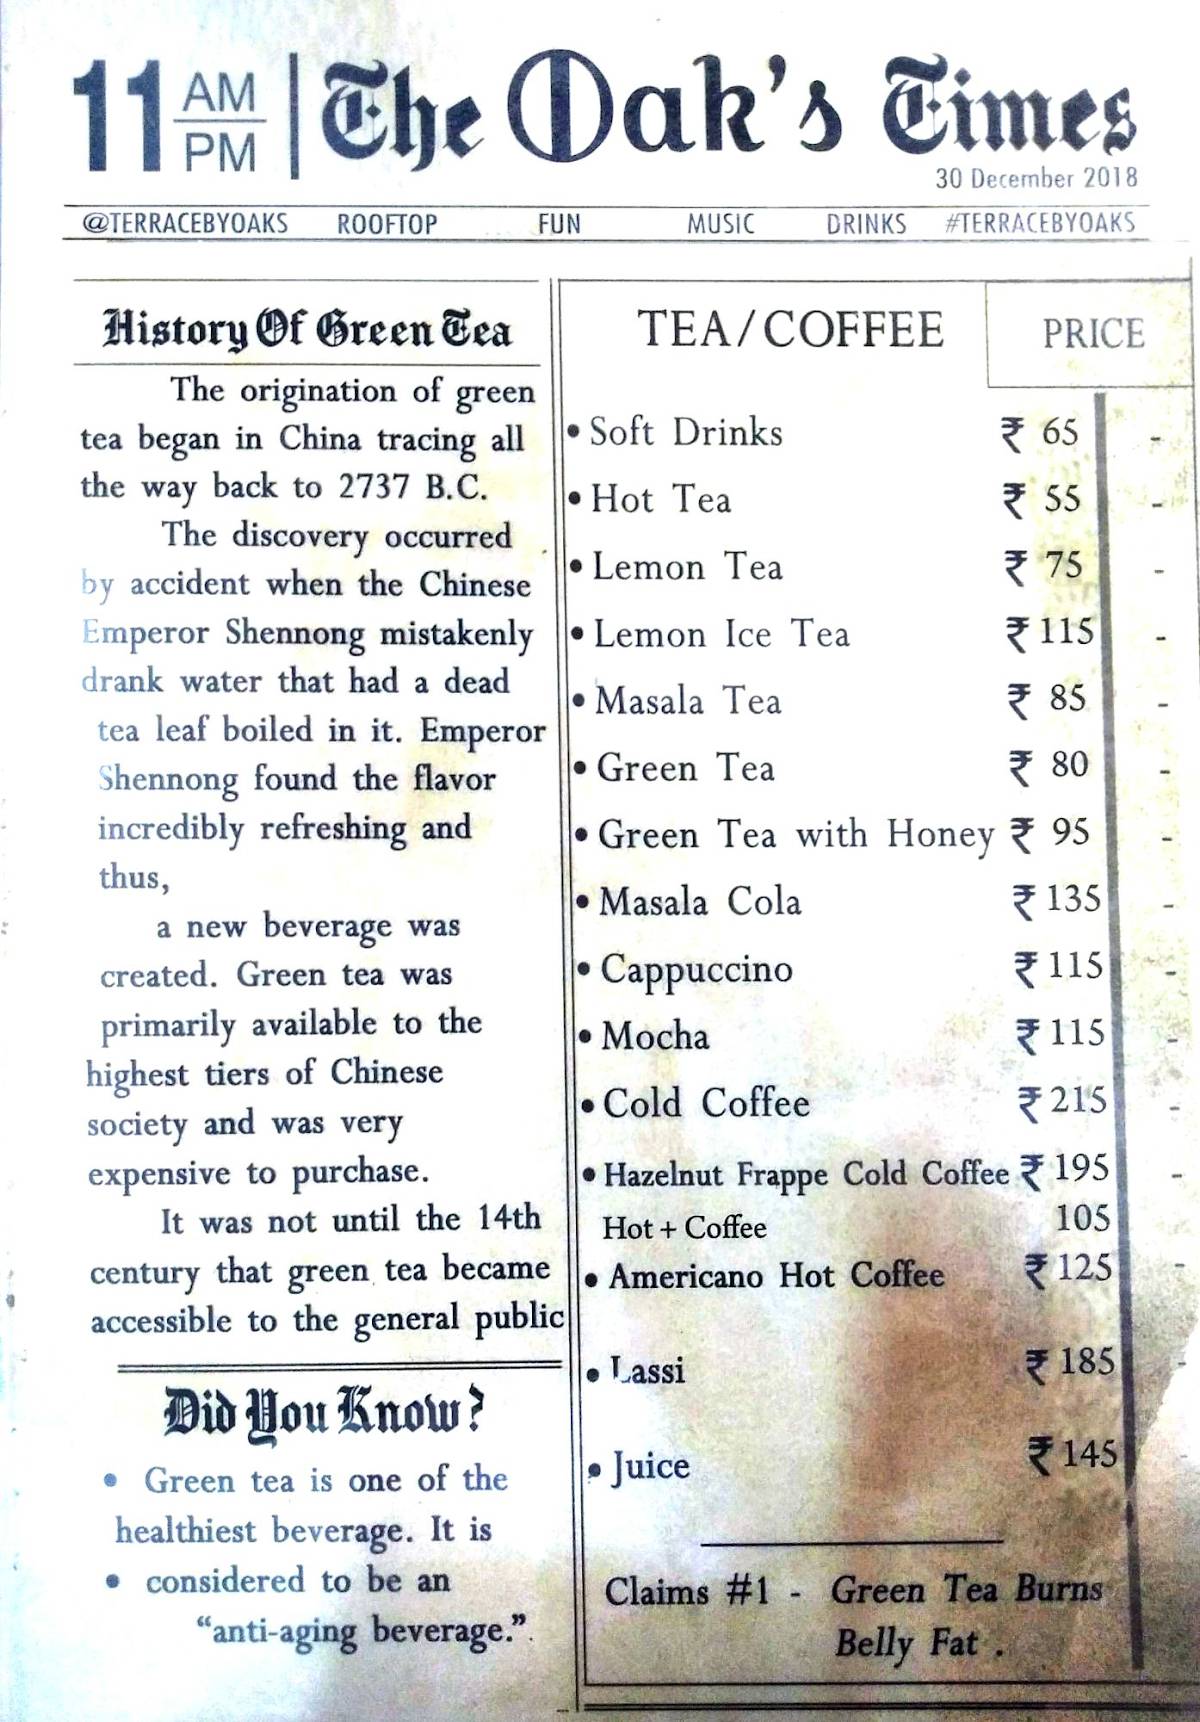 11 AM PM | The Oak's Times
30 December 2018
@TERRACEBYOAKS ROOFTOP FUN MUSIC DRINKS #TERRACEBYOAKS
History Of Green Tea
The origination of green
tea began in China tracing all
the way back to 2737 B.C.
The discovery occurred
by accident when the Chinese
Emperor Shennong mistakenly
drank water that had a dead
tea leaf boiled in it. Emperor
Shennong found the flavor
incredibly refreshing and
thus,
a new beverage was
created. Green tea was
primarily available to the
highest tiers of Chinese
society and was very
expensive to purchase.
It was not until the 14th
century that green tea became
accessible to the general public
Did You Know?
• Green tea is one of the
healthiest beverage. It is
• considered to be an
“anti-aging beverage.”.
TEA/COFFEE PRICE
• Soft Drinks ₹ 65 -
• Hot Tea ₹ 55 -
• Lemon Tea ₹ 75 -
• Lemon Ice Tea ₹ 115 -
• Masala Tea ₹ 85 -
• Green Tea ₹ 80 -
• Green Tea with Honey ₹ 95 -
• Masala Cola ₹ 135 -
• Cappuccino ₹ 115 -
• Mocha ₹ 115 -
• Cold Coffee ₹ 215 -
• Hazelnut Frappe Cold Coffee ₹ 195 -
Hot + Coffee 105
• Americano Hot Coffee ₹ 125 -
• Lassi ₹ 185 -
• Juice ₹ 145 -
Claims #1 - Green Tea Burns
Belly Fat .